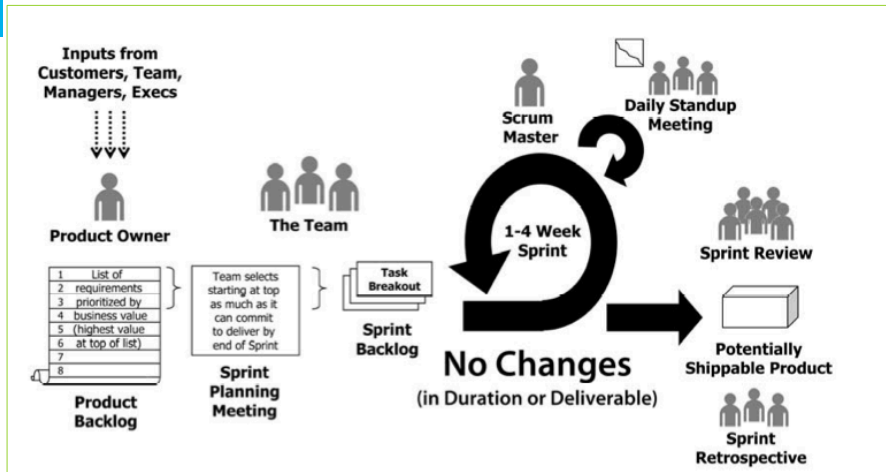 Inputs from
Customers, Team,
Managers, Execs
Product Owner
The Team
Scrum
Master
Daily Standup
Meeting
1 List of
2 requirements
3 prioritized by
4 business value
5 (highest value
6 at top of list)
7
8
Product
Backlog
Team selects
starting at top
as much as it
can commit
to deliver by
end of Sprint
Sprint
Planning
Meeting
Task
Breakout
Sprint
Backlog
1-4 Week
Sprint
No Changes
(in Duration or Deliverable)
Sprint Review
Potentially
Shippable Product
Sprint
Retrospective